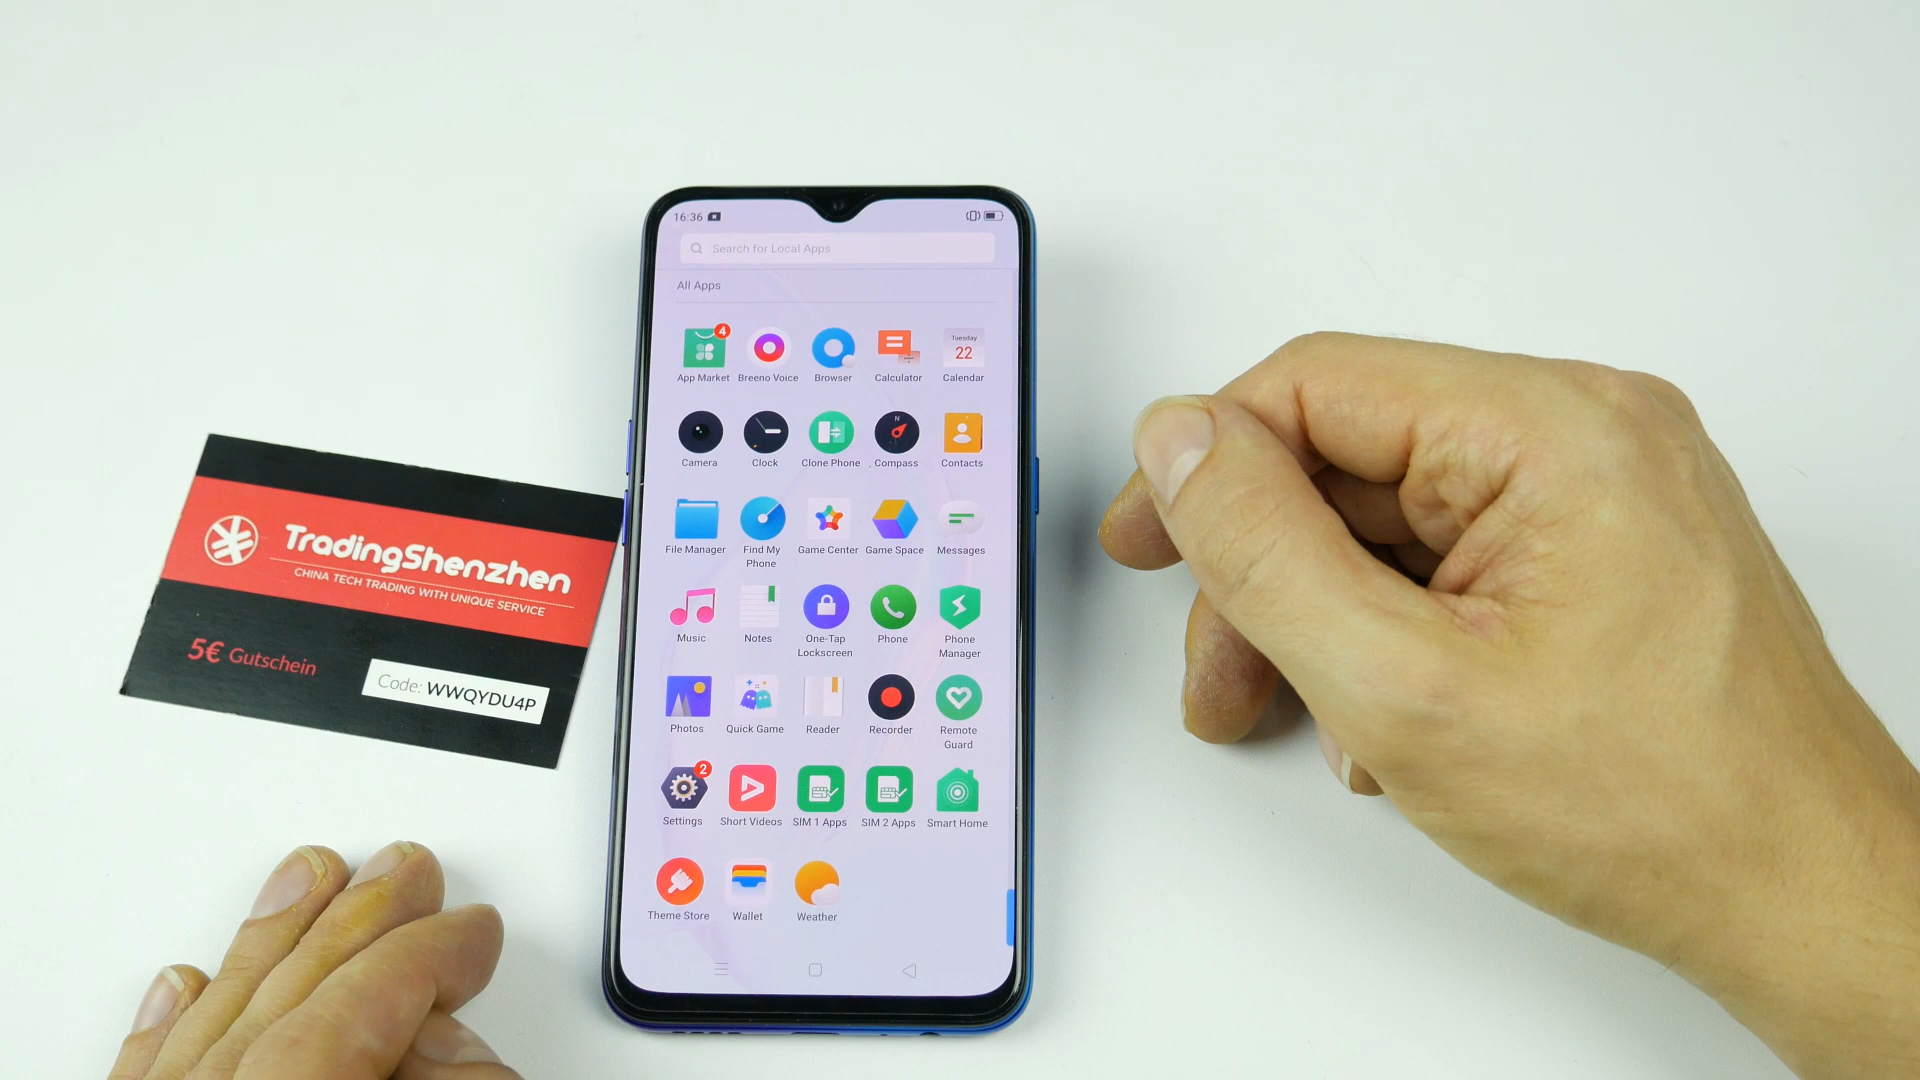 16:36
Search for Local Apps
All Apps
4
Tuesday
22
App Market Breeno Voice Browser Calculator Calendar
N
Camera Clock Clone Phone Compass Contacts
File Manager Find My Phone Game Center Game Space Messages
Music Notes One-Tap Lockscreen Phone Phone Manager
Photos Quick Game Reader Recorder Remote Guard
2
Settings Short Videos SIM 1 Apps SIM 2 Apps Smart Home
Theme Store Wallet Weather
TradingShenzhen
CHINA TECH TRADING WITH UNIQUE SERVICE
5€ Gutschein
Code: WWQYDU4P